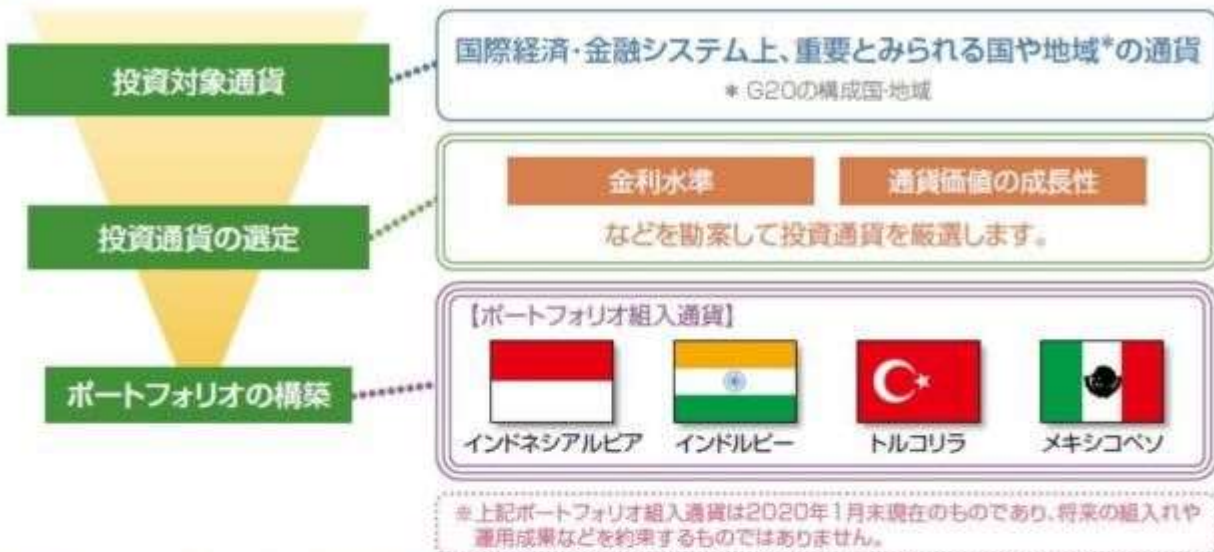 投資対象通貨
国際経済・金融システム上、重要とみられる国や地域*の通貨
* G20の構成国・地域
投資通貨の選定
金利水準
通貨価値の成長性
などを勘案して投資通貨を厳選します。
ポートフォリオの構築
【ポートフォリオ組入通貨】
インドネシアルピア
インドルピー
トルコリラ
メキシコペソ
※上記ポートフォリオ組入通貨は2020年1月末現在のものであり、将来の組入れや
運用成果などを約束するものではありません。